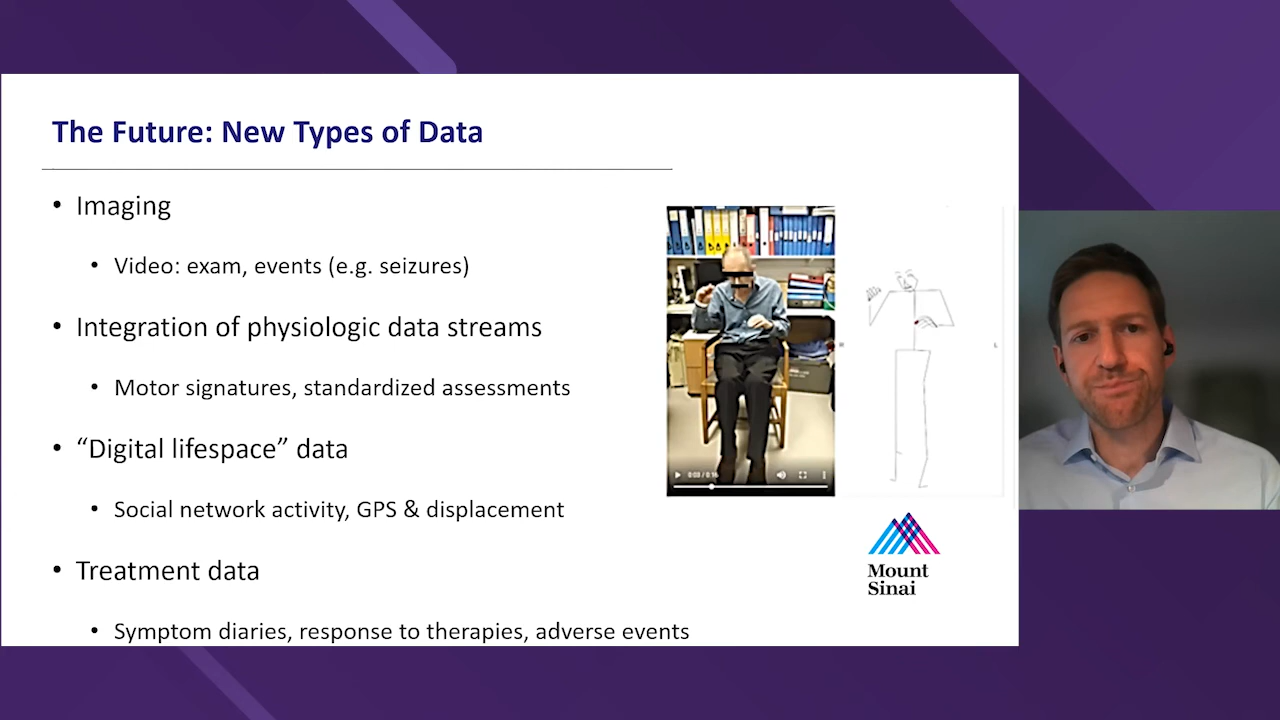 The Future: New Types of Data
• Imaging
• Video: exam, events (e.g. seizures)
• Integration of physiologic data streams
• Motor signatures, standardized assessments
• “Digital lifespace” data
• Social network activity, GPS & displacement
• Treatment data
• Symptom diaries, response to therapies, adverse events
Mount
Sinai